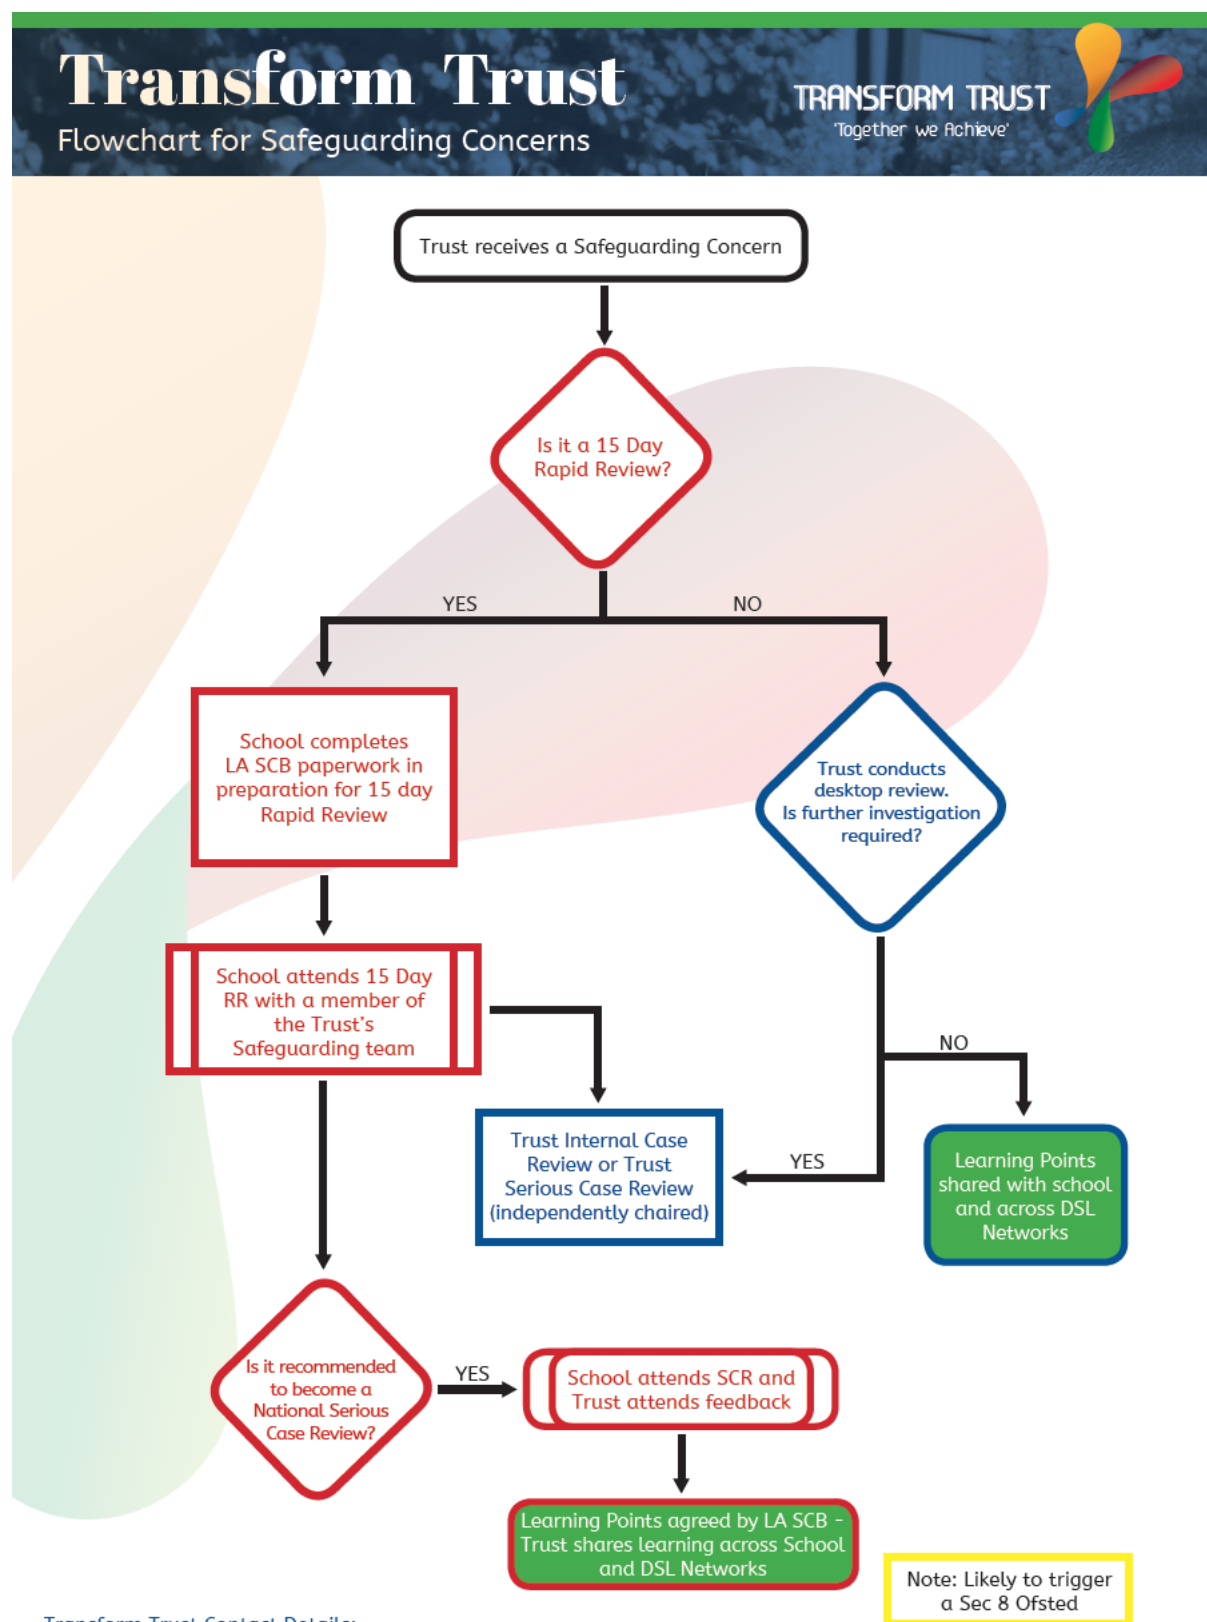 Transform Trust
Flowchart for Safeguarding Concerns
TRANSFORM TRUST
'Together we Achieve'
Trust receives a Safeguarding Concern
Is it a 15 Day
Rapid Review?
YES
NO
School completes
LA SCB paperwork in
preparation for 15 day
Rapid Review
Trust conducts
desktop review.
Is further investigation
required?
School attends 15 Day
RR with a member of
the Trust's
Safeguarding team
NO
Trust Internal Case
Review or Trust
Serious Case Review
(independently chaired)
YES
Learning Points
shared with school
and across DSL
Networks
Is it recommended
to become a
National Serious
Case Review?
YES
School attends SCR and
Trust attends feedback
Learning Points agreed by LA SCB -
Trust shares learning across School
and DSL Networks
Note: Likely to trigger
a Sec 8 Ofsted
Transform Trust Contact Details: